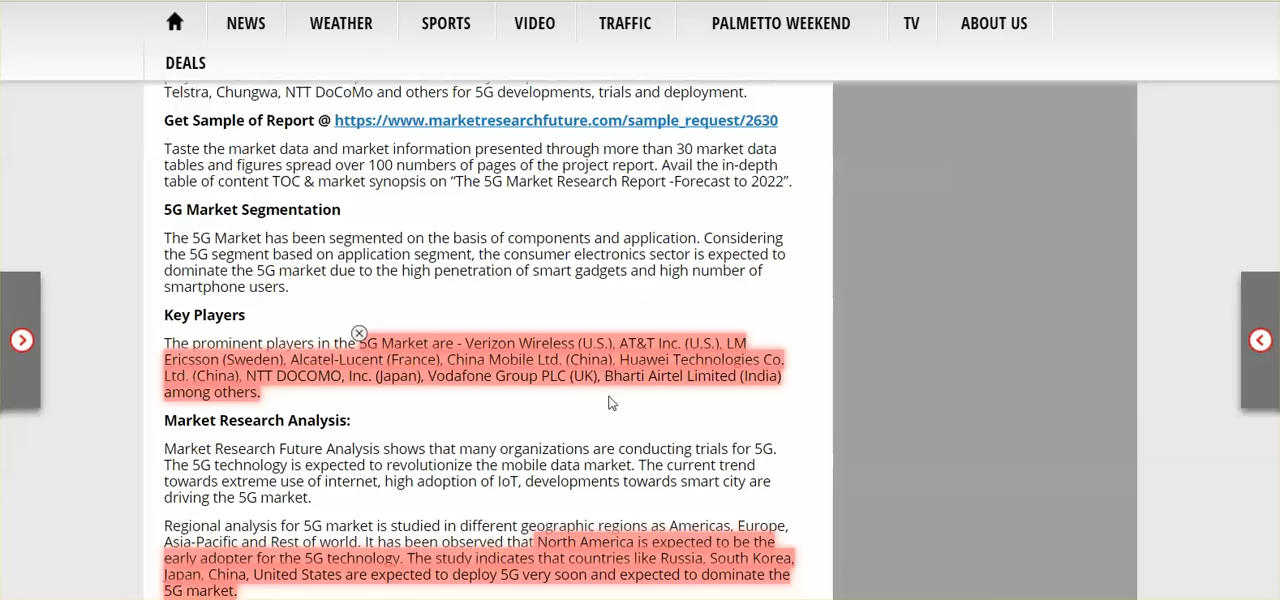 NEWS WEATHER SPORTS VIDEO TRAFFIC PALMETTO WEEKEND TV ABOUT US
DEALS
Telstra, Chungwa, NTT DoCoMo and others for 5G developments, trials and deployment.
Get Sample of Report @ https://www.marketresearchfuture.com/sample_request/2630
Taste the market data and market information presented through more than 30 market data
tables and figures spread over 100 numbers of pages of the project report. Avail the in-depth
table of content TOC & market synopsis on “The 5G Market Research Report -Forecast to 2022”.
5G Market Segmentation
The 5G Market has been segmented on the basis of components and application. Considering
the 5G segment based on application segment, the consumer electronics sector is expected to
dominate the 5G market due to the high penetration of smart gadgets and high number of
smartphone users.
Key Players
The prominent players in the 5G Market are - Verizon Wireless (U.S.), AT&T Inc. (U.S.), LM
Ericsson (Sweden), Alcatel-Lucent (France), China Mobile Ltd. (China), Huawei Technologies Co.
Ltd. (China), NTT DOCOMO, Inc. (Japan), Vodafone Group PLC (UK), Bharti Airtel Limited (India)
among others.
Market Research Analysis:
Market Research Future Analysis shows that many organizations are conducting trials for 5G.
The 5G technology is expected to revolutionize the mobile data market. The current trend
towards extreme use of internet, high adoption of IoT, developments towards smart city are
driving the 5G market.
Regional analysis for 5G market is studied in different geographic regions as Americas, Europe,
Asia-Pacific and Rest of world. It has been observed that North America is expected to be the
early adopter for the 5G technology. The study indicates that countries like Russia, South Korea,
Japan, China, United States are expected to deploy 5G very soon and expected to dominate the
5G market.